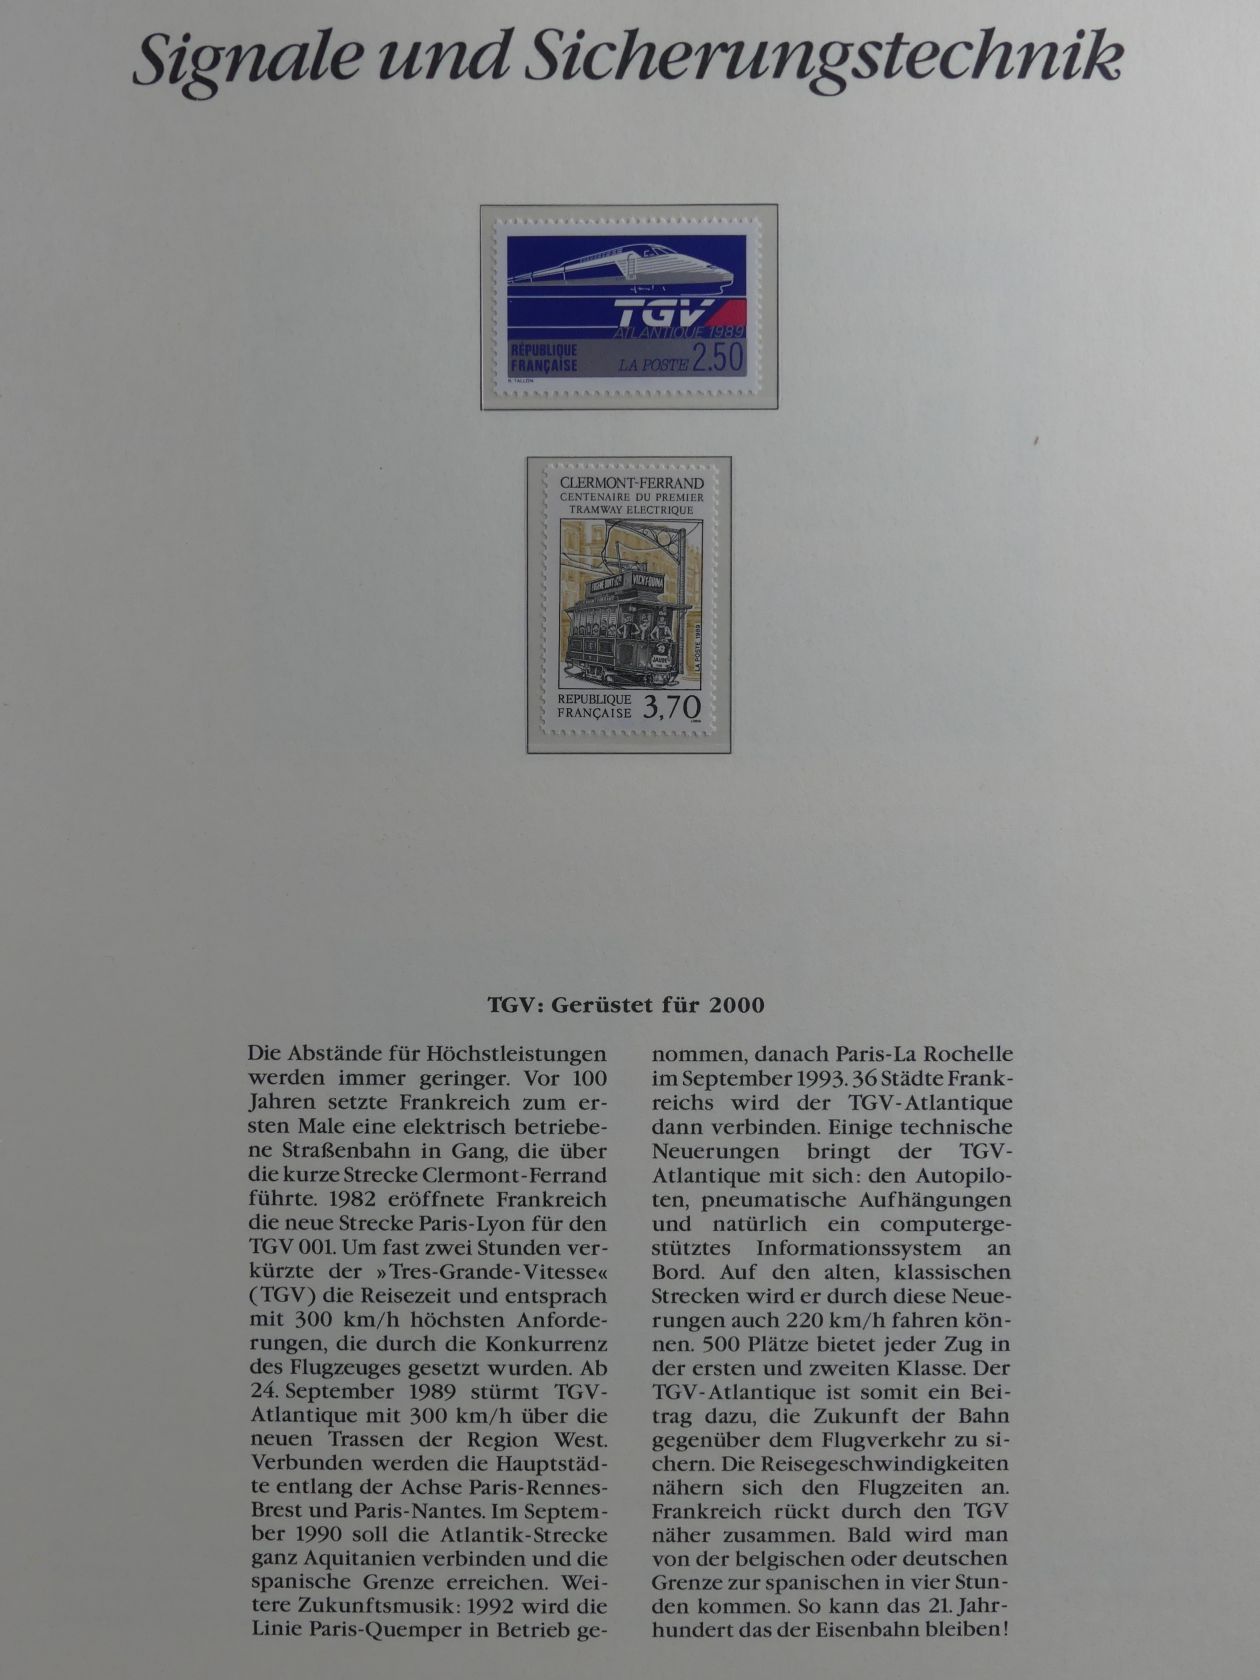 Signale und Sicherungstechnik
TGV
ATLANTIQUE 1989
RÉPUBLIQUE
FRANÇAISE
LA POSTE 2.50
R. TALLON
CLERMONT-FERRAND
CENTENAIRE DU PREMIER
TRAMWAY ELECTRIQUE
JAUDE
LA POSTE 1989
REPUBLIQUE
FRANÇAISE 3,70
TGV: Gerüstet für 2000
Die Abstände für Höchstleistungen
werden immer geringer. Vor 100
Jahren setzte Frankreich zum er-
sten Male eine elektrisch betriebe-
ne Straßenbahn in Gang, die über
die kurze Strecke Clermont-Ferrand
führte. 1982 eröffnete Frankreich
die neue Strecke Paris-Lyon für den
TGV 001. Um fast zwei Stunden ver-
kürzte der »Tres-Grande-Vitesse«
(TGV) die Reisezeit und entsprach
mit 300 km/h höchsten Anforde-
rungen, die durch die Konkurrenz
des Flugzeuges gesetzt wurden. Ab
24. September 1989 stürmt TGV-
Atlantique mit 300 km/h über die
neuen Trassen der Region West.
Verbunden werden die Hauptstäd-
te entlang der Achse Paris-Rennes-
Brest und Paris-Nantes. Im Septem-
ber 1990 soll die Atlantik-Strecke
ganz Aquitanien verbinden und die
spanische Grenze erreichen. Wei-
tere Zukunftsmusik: 1992 wird die
Linie Paris-Quemper in Betrieb ge-
nommen, danach Paris-La Rochelle
im September 1993. 36 Städte Frank-
reichs wird der TGV-Atlantique
dann verbinden. Einige technische
Neuerungen bringt der TGV-
Atlantique mit sich: den Autopilo-
ten, pneumatische Aufhängungen
und natürlich ein computerge-
stütztes Informationssystem an
Bord. Auf den alten, klassischen
Strecken wird er durch diese Neue-
rungen auch 220 km/h fahren kön-
nen. 500 Plätze bietet jeder Zug in
der ersten und zweiten Klasse. Der
TGV-Atlantique ist somit ein Bei-
trag dazu, die Zukunft der Bahn
gegenüber dem Flugverkehr zu si-
chern. Die Reisegeschwindigkeiten
nähern sich den Flugzeiten an.
Frankreich rückt durch den TGV
näher zusammen. Bald wird man
von der belgischen oder deutschen
Grenze zur spanischen in vier Stun-
den kommen. So kann das 21. Jahr-
hundert das der Eisenbahn bleiben!